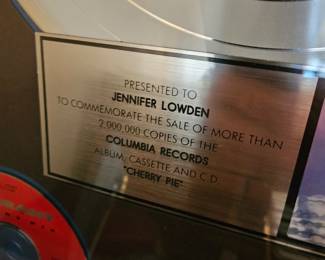 PRESENTED TO
JENNIFER LOWDEN
TO COMMEMORATE THE SALE OF MORE THAN
2,000,000 COPIES OF THE
COLUMBIA RECORDS
ALBUM, CASSETTE AND C.D.
"CHERRY PIE"